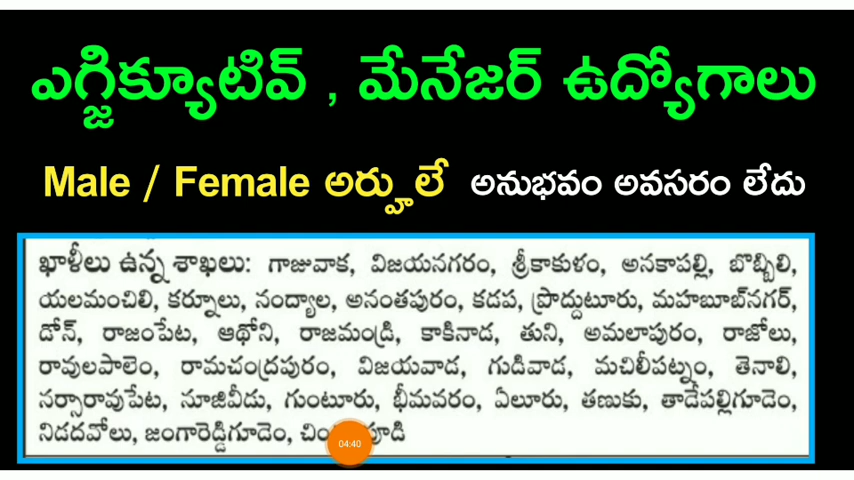 ఎగ్జిక్యూటివ్ , మేనేజర్ ఉద్యోగాలు
Male / Female అర్హులే అనుభవం అవసరం లేదు
ఖాళీలు ఉన్న శాఖలు: గాజువాక, విజయనగరం, శ్రీకాకుళం, అనకాపల్లి, బొబ్బిలి,
యలమంచిలి, కర్నూలు, నంద్యాల, అనంతపురం, కడప, ప్రొద్దుటూరు, మహబూబ్‌నగర్,
డోన్, రాజంపేట, ఆథోని, రాజమండ్రి, కాకినాడ, తుని, అమలాపురం, రాజోలు,
రావులపాలెం, రామచంద్రపురం, విజయవాడ, గుడివాడ, మచిలీపట్నం, తెనాలి,
నర్సారావుపేట, నూజివీడు, గుంటూరు, భీమవరం, ఏలూరు, తణుకు, తాడేపల్లిగూడెం,
నిడదవోలు, జంగారెడ్డిగూడెం,
04:40